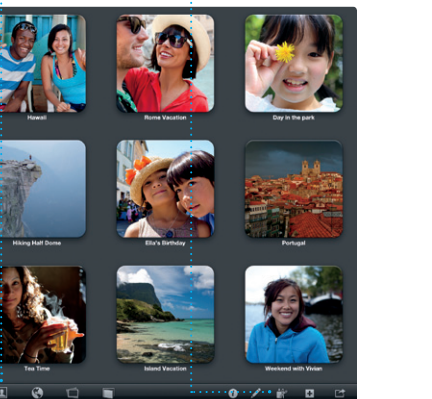 Hawaii Rome Vacation Day in the park
Hiking Half Dome Ella's Birthday Portugal
Tea Time Island Vacation Weekend with Vivian